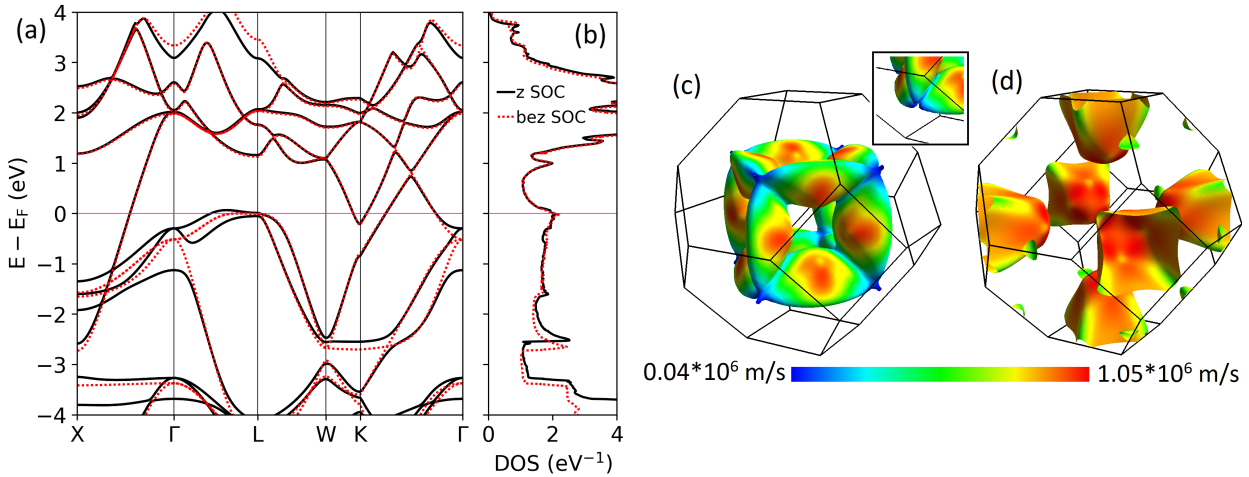 (a)
(b)
(c)
(d)
4
3
2
1
0
−1
−2
−3
−4
E − E_F (eV)
X
Γ
L
W
K
Γ
z SOC
bez SOC
0
2
4
DOS (eV⁻¹)
0.04*10⁶ m/s
1.05*10⁶ m/s